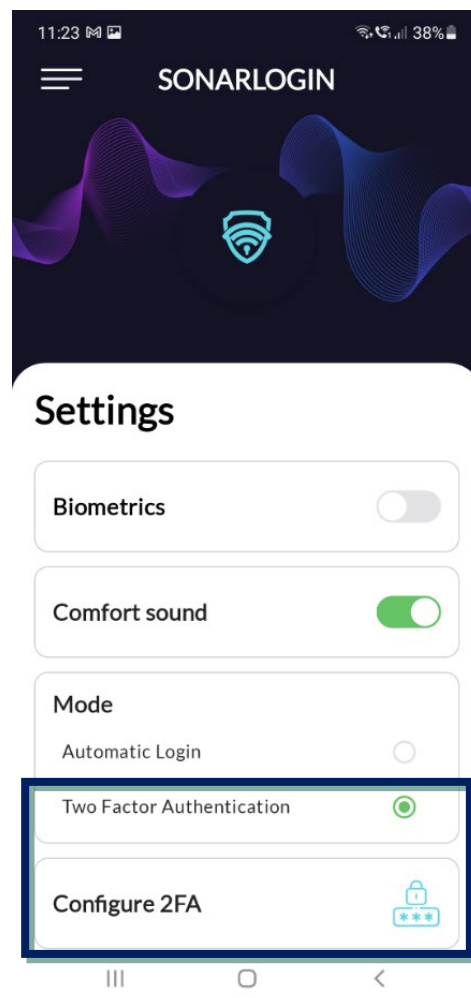 11:23 38%
SONARLOGIN
Settings
Biometrics
Comfort sound
Mode
Automatic Login
Two Factor Authentication
Configure 2FA
***